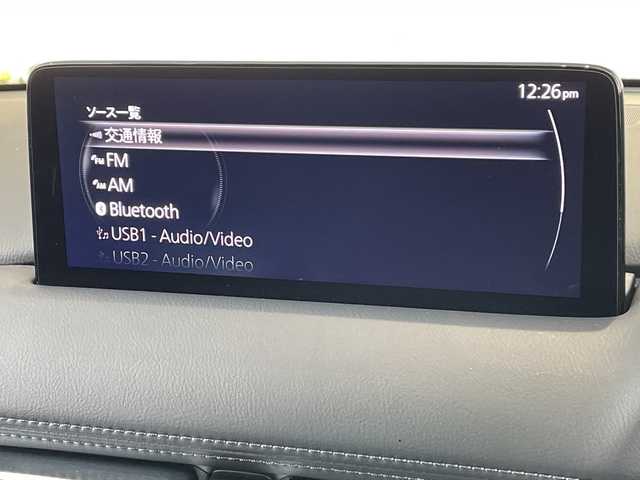 12:26pm
ソース一覧
交通情報
FM
AM
Bluetooth
USB1 - Audio/Video
USB2 - Audio/Video